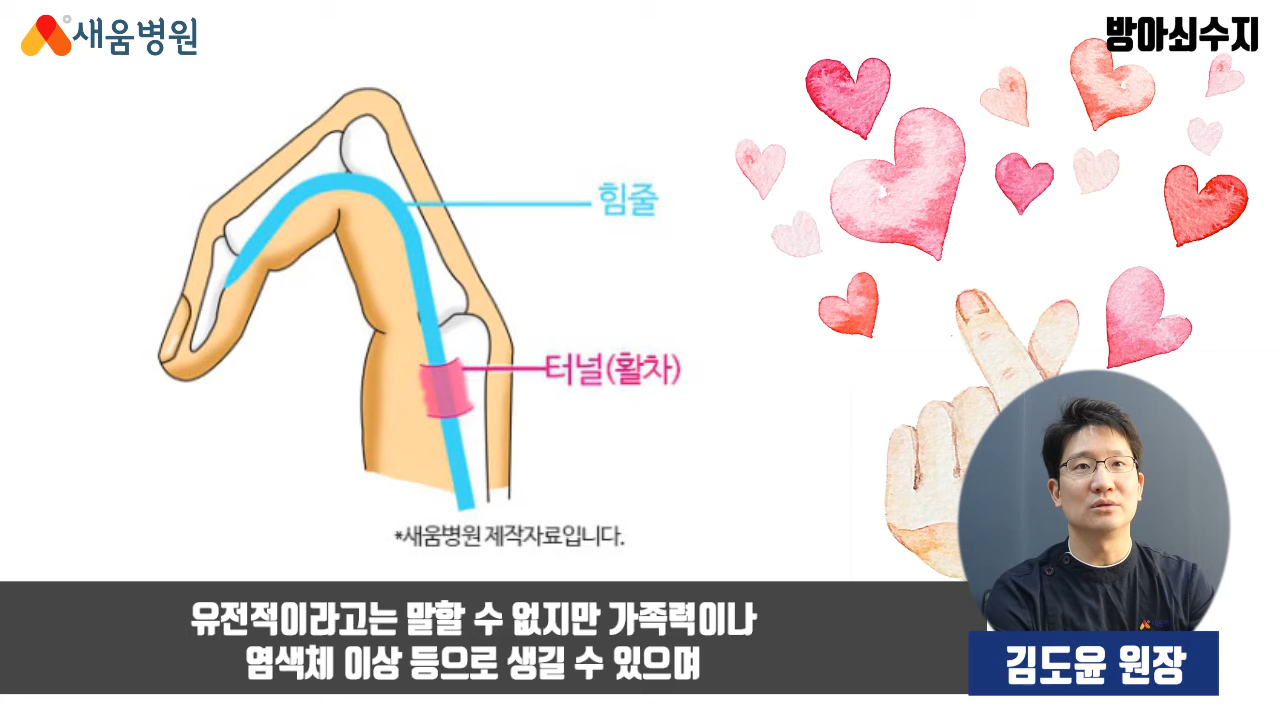 새움병원
방아쇠수지
힘줄
터널(활차)
*새움병원 제작자료입니다.
유전적이라고는 말할 수 없지만 가족력이나
염색체 이상 등으로 생길 수 있으며
김도윤 원장